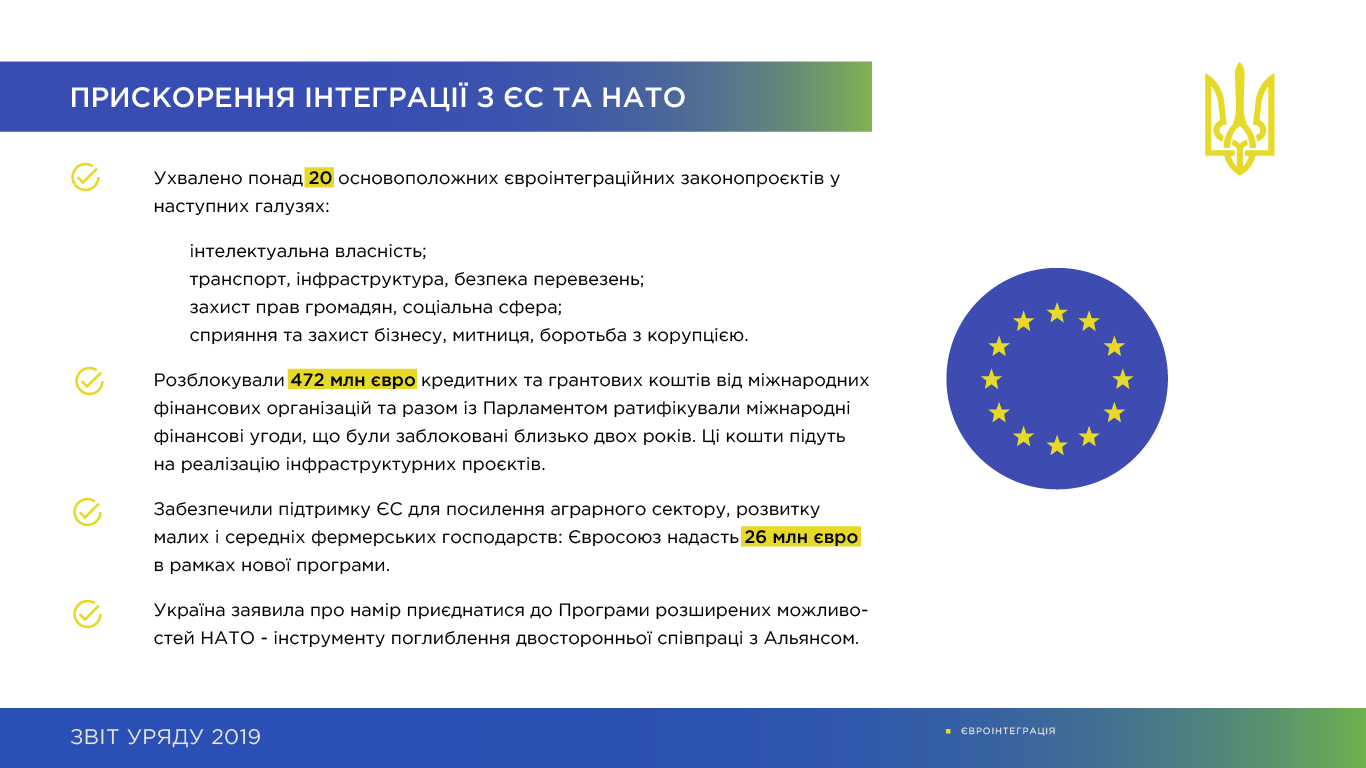 ПРИСКОРЕННЯ ІНТЕГРАЦІЇ З ЄС ТА НАТО
Ухвалено понад 20 основоположних євроінтеграційних законопроєктів у
наступних галузях:
інтелектуальна власність;
транспорт, інфраструктура, безпека перевезень;
захист прав громадян, соціальна сфера;
сприяння та захист бізнесу, митниця, боротьба з корупцією.
Розблокували 472 млн євро кредитних та грантових коштів від міжнародних
фінансових організацій та разом із Парламентом ратифікували міжнародні
фінансові угоди, що були заблоковані близько двох років. Ці кошти підуть
на реалізацію інфраструктурних проєктів.
Забезпечили підтримку ЄС для посилення аграрного сектору, розвитку
малих і середніх фермерських господарств: Євросоюз надасть 26 млн євро
в рамках нової програми.
Україна заявила про намір приєднатися до Програми розширених можливо-
стей НАТО - інструменту поглиблення двосторонньої співпраці з Альянсом.
ЗВІТ УРЯДУ 2019
ЄВРОІНТЕГРАЦІЯ